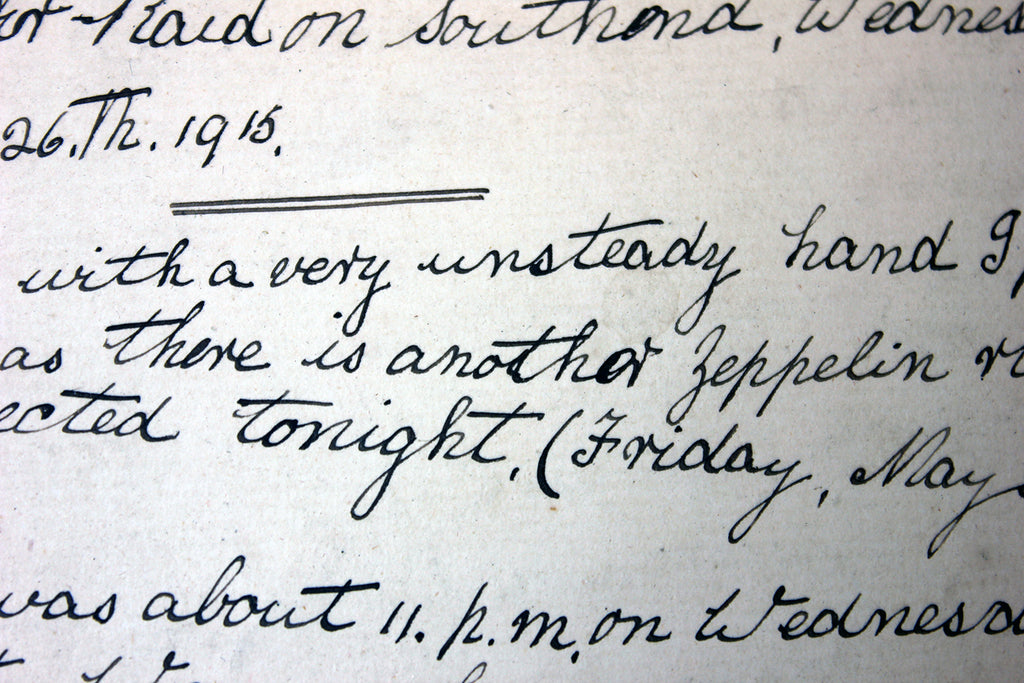 Raid on Southend, Wednes
26.Th. 1915.
with a very unsteady hand I
as there is another Zeppelin
ected tonight. (Friday, May
was about 11. p.m, on Wednesd